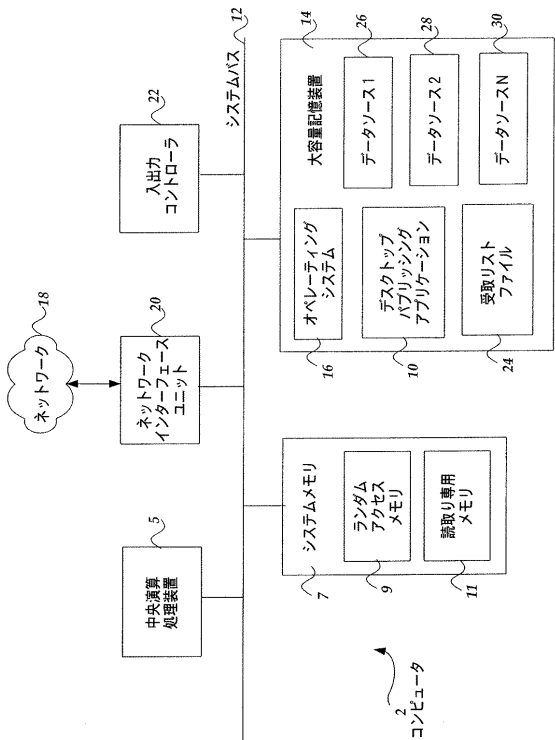 ネットワーク
18
中央演算
処理装置
5
ネットワーク
インターフェース
ユニット
20
入出力
コントローラ
22
システムバス
12
システムメモリ
7
ランダム
アクセス
メモリ
9
読取り専用
メモリ
11
大容量記憶装置
14
オペレーティング
システム
16
デスクトップ
パブリッシング
アプリケーション
10
受取リスト
ファイル
24
データソース1
26
データソース2
28
データソースN
30
2
コンピュータ